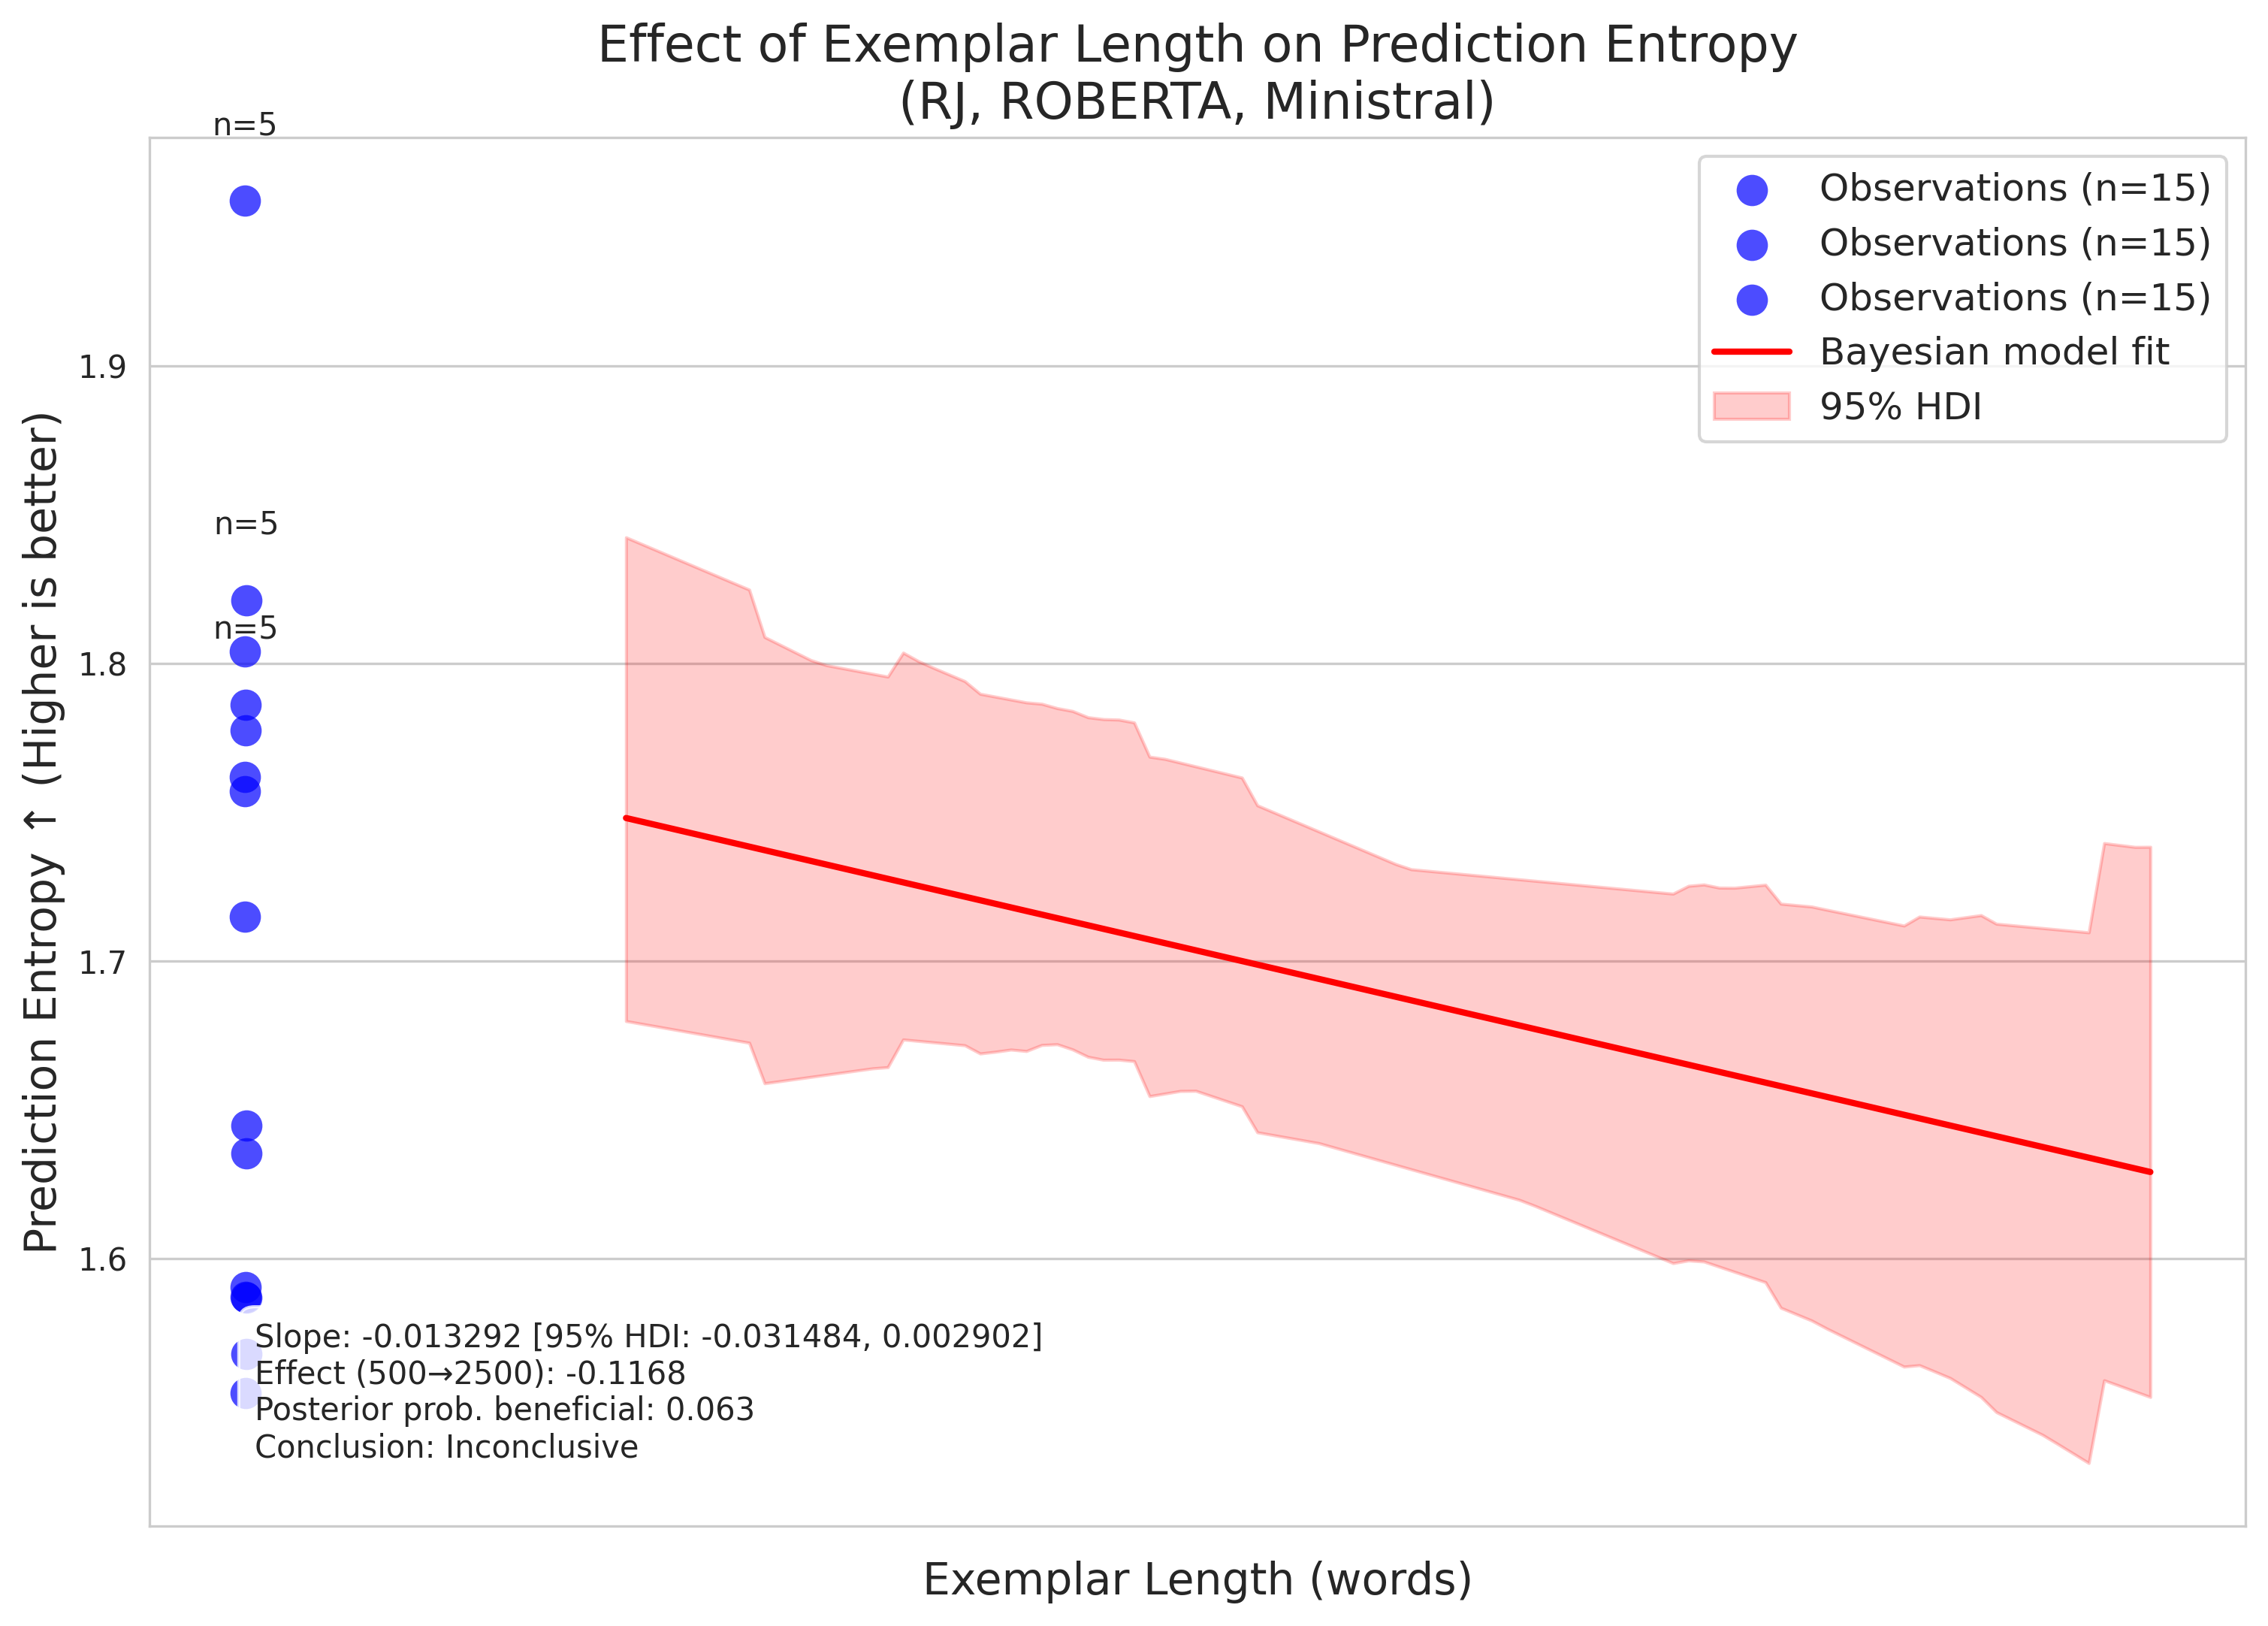 Effect of Exemplar Length on Prediction Entropy
(RJ, ROBERTA, Ministral)
n=5
Observations (n=15)
Observations (n=15)
Observations (n=15)
Bayesian model fit
95% HDI
n=5
n=5
1.9
1.8
1.7
1.6
Prediction Entropy ↑ (Higher is better)
Slope: -0.013292 [95% HDI: -0.031484, 0.002902]
Effect (500→2500): -0.1168
Posterior prob. beneficial: 0.063
Conclusion: Inconclusive
Exemplar Length (words)